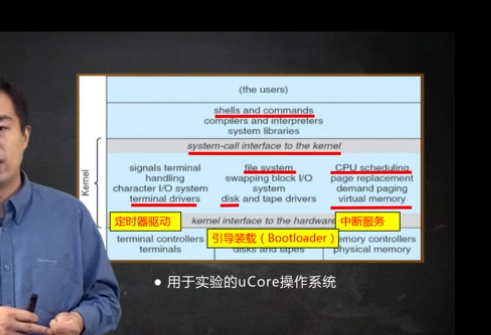 (the users)
shells and commands
compilers and interpreters
system libraries
system-call interface to the kernel
Kernel
signals terminal
handling
character I/O system
terminal drivers
file system
swapping block I/O
system
disk and tape drivers
CPU scheduling
page replacement
demand paging
virtual memory
定时器驱动
kernel interface to the hardware
中断服务
引导装载(Bootloader)
terminal controllers
terminals
disks and tapes
memory controllers
physical memory
• 用于实验的uCore操作系统